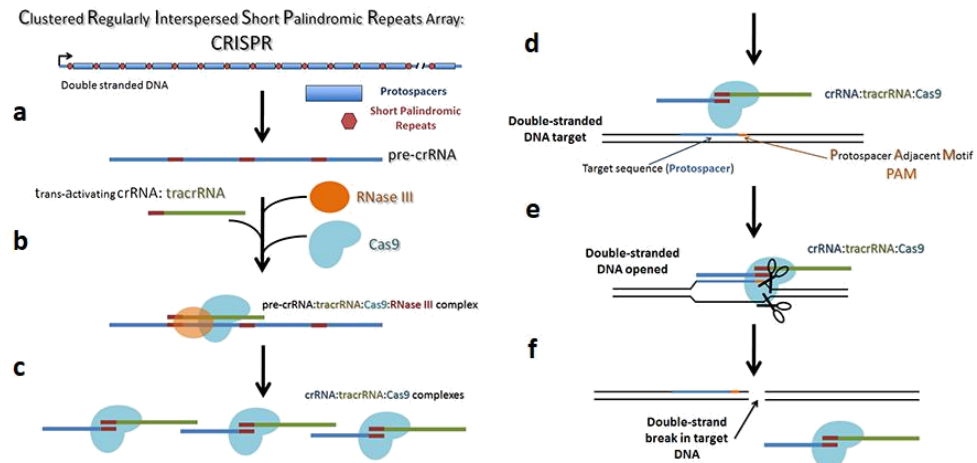 Clustered Regularly Interspersed Short Palindromic Repeats Array:
CRISPR
Double stranded DNA
Protospacers
Short Palindromic
Repeats
a
pre-crRNA
trans-activating crRNA: tracrRNA
RNase III
Cas9
b
pre-crRNA:tracrRNA:Cas9:RNase III complex
c
crRNA:tracrRNA:Cas9 complexes
d
crRNA:tracrRNA:Cas9
Double-stranded
DNA target
Target sequence (Protospacer)
Protospacer Adjacent Motif
PAM
e
crRNA:tracrRNA:Cas9
Double-stranded
DNA opened
f
Double-strand
break in target
DNA